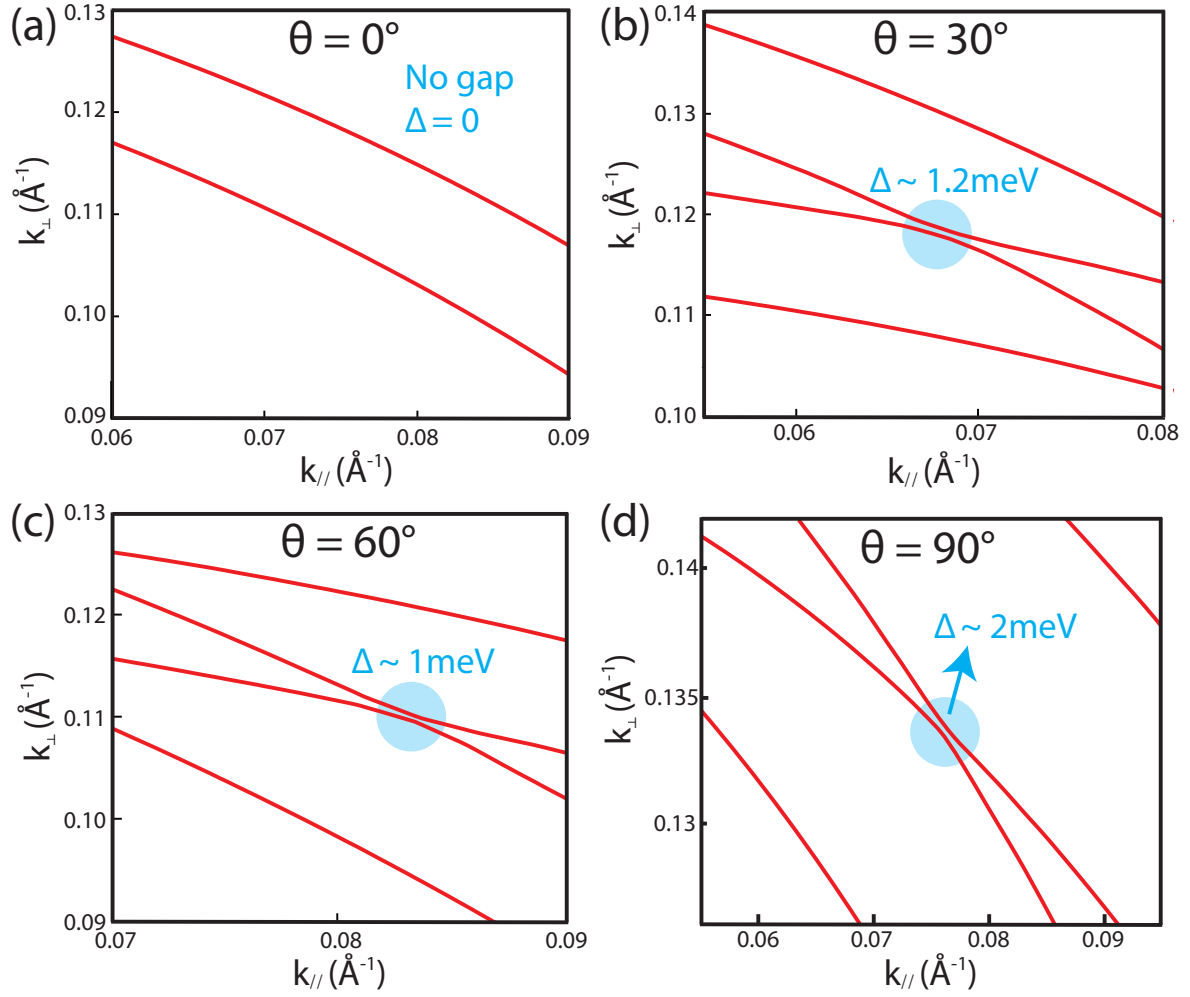 (a)
θ = 0°
No gap
Δ = 0
0.13
0.12
0.11
0.10
0.09
k⊥ (Å⁻¹)
0.06 0.07 0.08 0.09
k// (Å⁻¹)
(b)
θ = 30°
Δ ~ 1.2meV
0.14
0.13
0.12
0.11
0.10
k⊥ (Å⁻¹)
0.06 0.07 0.08
k// (Å⁻¹)
(c)
θ = 60°
Δ ~ 1meV
0.13
0.12
0.11
0.10
0.09
k⊥ (Å⁻¹)
0.07 0.08 0.09
k// (Å⁻¹)
(d)
θ = 90°
Δ ~ 2meV
0.14
0.135
0.13
k⊥ (Å⁻¹)
0.06 0.07 0.08 0.09
k// (Å⁻¹)